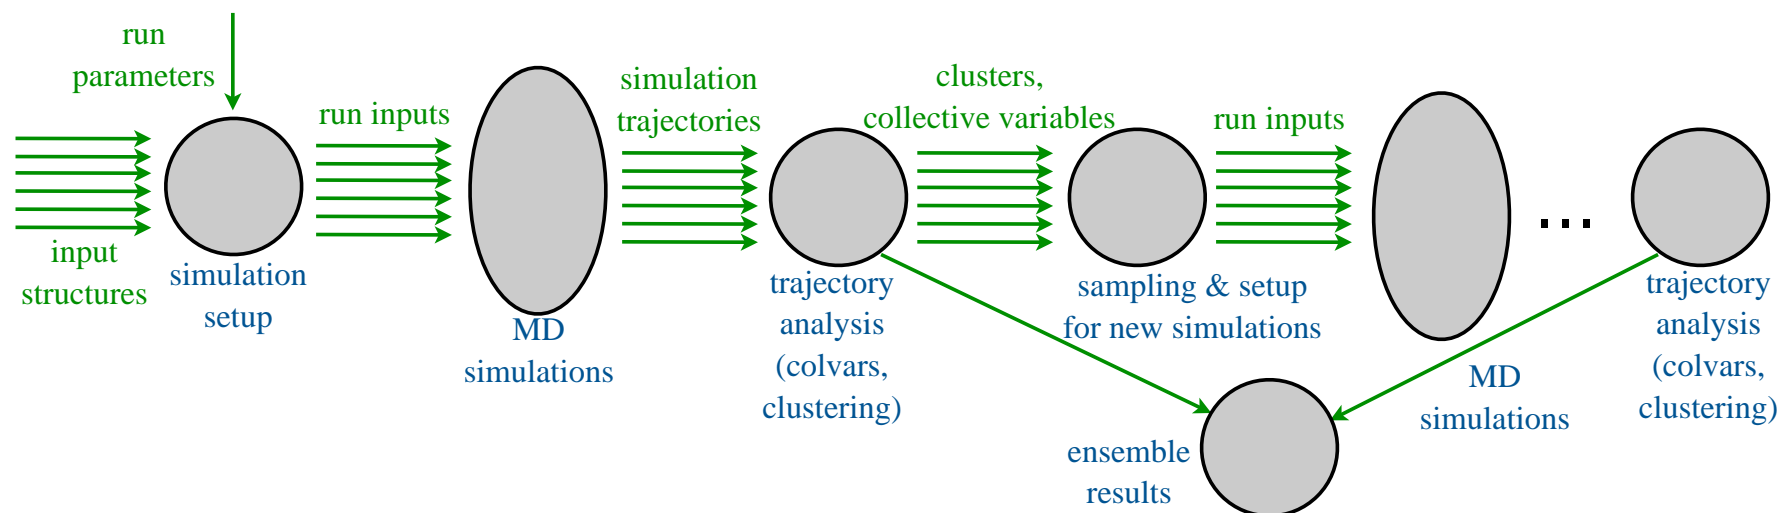 run
parameters
input
structures
simulation
setup
run inputs
MD
simulations
simulation
trajectories
trajectory
analysis
(colvars,
clustering)
clusters,
collective variables
sampling & setup
for new simulations
run inputs
MD
simulations
...
trajectory
analysis
(colvars,
clustering)
ensemble
results